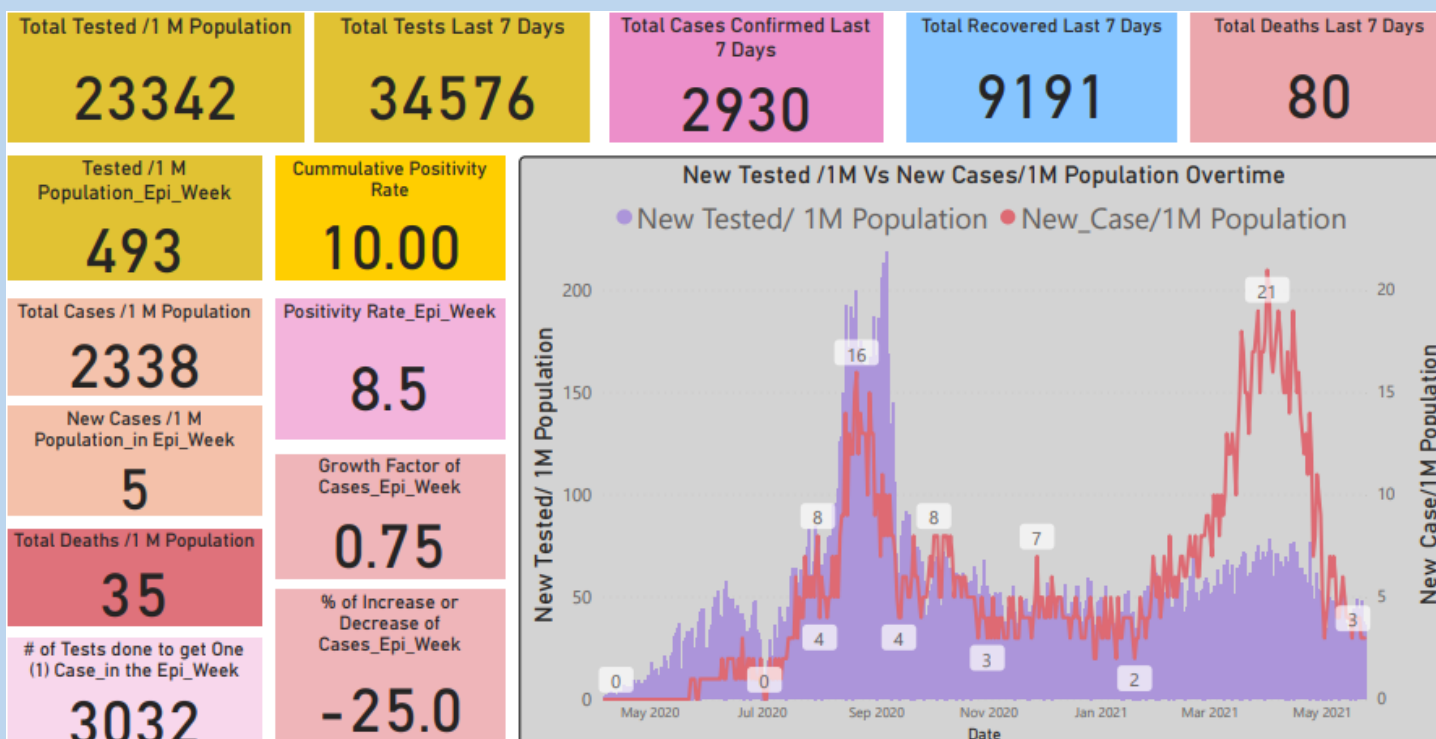 Total Tested /1 M Population
23342
Total Tests Last 7 Days
34576
Total Cases Confirmed Last
7 Days
2930
Total Recovered Last 7 Days
9191
Total Deaths Last 7 Days
80
Tested /1 M
Population_Epi_Week
493
Cummulative Positivity
Rate
10.00
Total Cases /1 M Population
2338
Positivity Rate_Epi_Week
8.5
New Cases /1 M
Population_in Epi_Week
5
Growth Factor of
Cases_Epi_Week
0.75
Total Deaths /1 M Population
35
% of Increase or
Decrease of
Cases_Epi_Week
-25.0
# of Tests done to get One
(1) Case_in the Epi_Week
3032
New Tested /1M Vs New Cases/1M Population Overtime
New Tested/ 1M Population
New_Case/1M Population
New Tested/ 1M Population
200
150
100
50
0
0
0
8
4
16
4
8
3
7
2
21
3
20
15
10
5
0
New_Case/1M Population
May 2020
Jul 2020
Sep 2020
Nov 2020
Jan 2021
Mar 2021
May 2021
Date